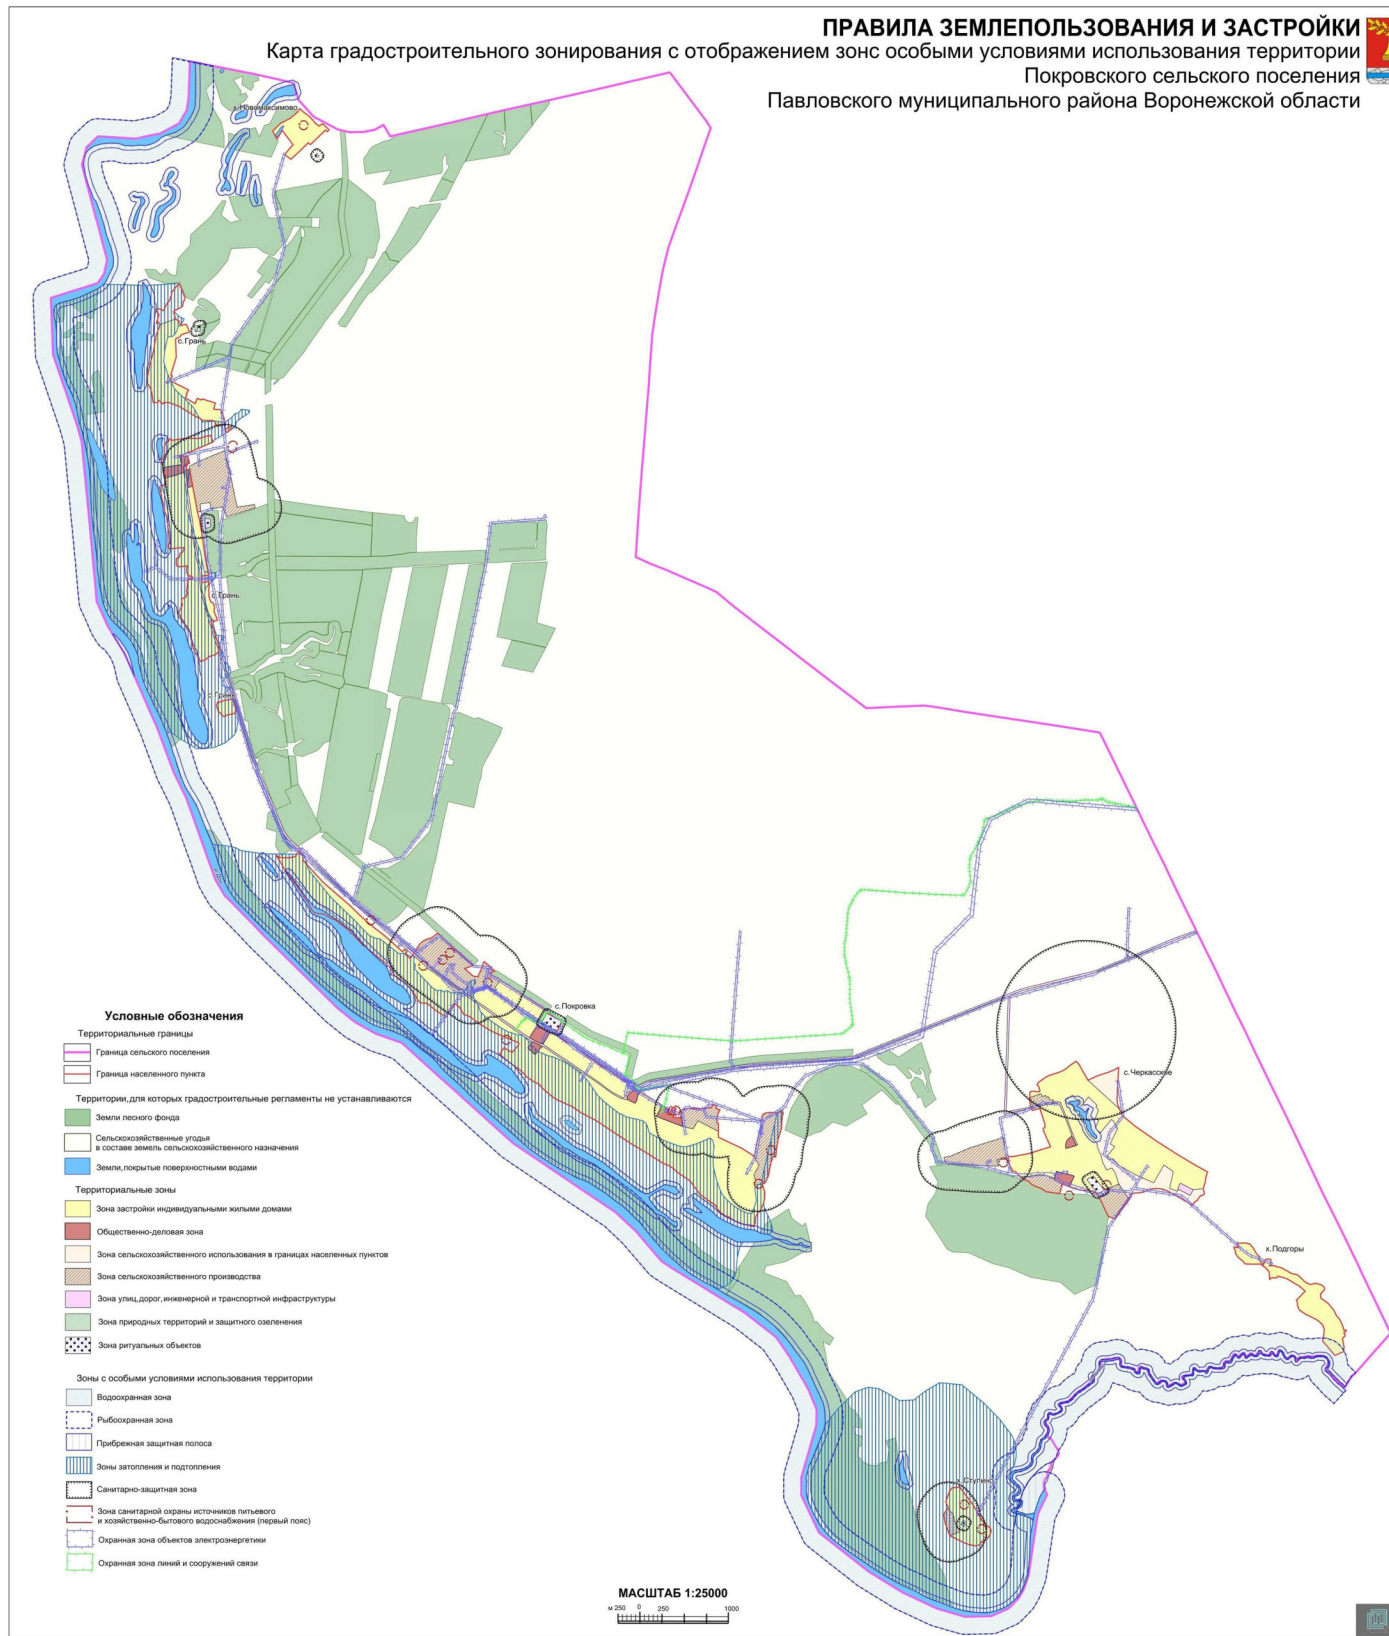 ПРАВИЛА ЗЕМЛЕПОЛЬЗОВАНИЯ И ЗАСТРОЙКИ
Карта градостроительного зонирования с отображением зонс особыми условиями использования территории
Покровского сельского поселения
Павловского муниципального района Воронежской области
х.Новомаксимово
с.Грань
с.Грань
с.Грань
с.Покровка
с.Черкасское
х.Подгоры
х.Ступино
Условные обозначения
Территориальные границы
Граница сельского поселения
Граница населенного пункта
Территории,для которых градостроительные регламенты не устанавливаются
Земли лесного фонда
Сельскохозяйственные угодья
в составе земель сельскохозяйственного назначения
Земли,покрытые поверхностными водами
Территориальные зоны
Зона застройки индивидуальными жилыми домами
Общественно-деловая зона
Зона сельскохозяйственного использования в границах населенных пунктов
Зона сельскохозяйственного производства
Зона улиц,дорог,инженерной и транспортной инфраструктуры
Зона природных территорий и защитного озеленения
Зона ритуальных объектов
Зоны с особыми условиями использования территории
Водоохранная зона
Рыбоохранная зона
Прибрежная защитная полоса
Зоны затопления и подтопления
Санитарно-защитная зона
Зона санитарной охраны источников питьевого
и хозяйственно-бытового водоснабжения (первый пояс)
Охранная зона объектов электроэнергетики
Охранная зона линий и сооружений связи
МАСШТАБ 1:25000
м 250 0 250 1000